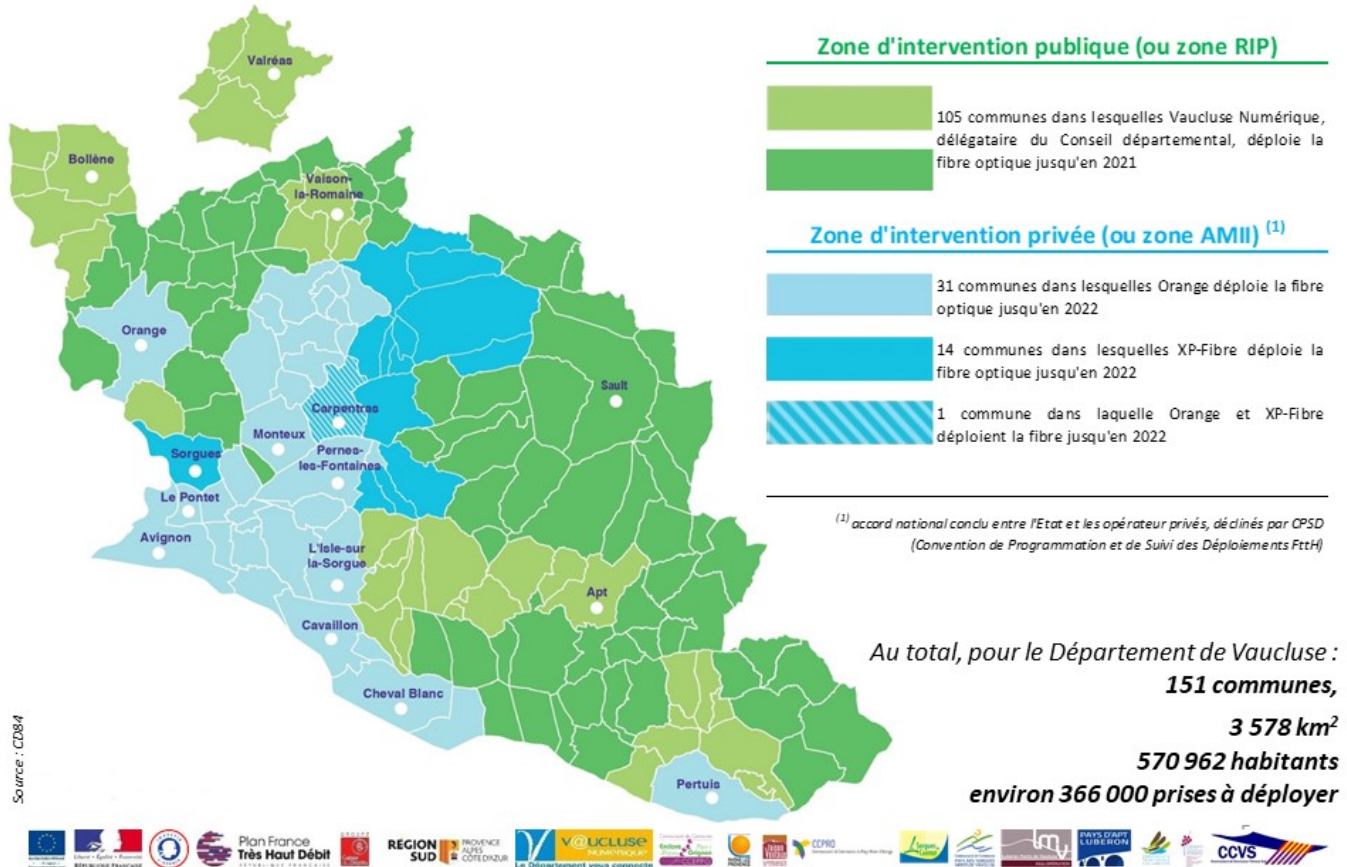 Valréas
Bollène
Vaison-
la-Romaine
Orange
Sault
Carpentras
Monteux
Sorgues
Pernes-
les-Fontaines
Le Pontet
Avignon
L'Isle-sur
la-Sorgue
Apt
Cavaillon
Cheval Blanc
Pertuis
Source : CD84
Zone d'intervention publique (ou zone RIP)
105 communes dans lesquelles Vaucluse Numérique,
délégataire du Conseil départemental, déploie la
fibre optique jusqu'en 2021
Zone d'intervention privée (ou zone AMII) (1)
31 communes dans lesquelles Orange déploie la fibre
optique jusqu'en 2022
14 communes dans lesquelles XP-Fibre déploie la
fibre optique jusqu'en 2022
1 commune dans laquelle Orange et XP-Fibre
déploient la fibre jusqu'en 2022
(1) accord national conclu entre l'Etat et les opérateur privés, déclinés par CPSD
(Convention de Programmation et de Suivi des Déploiements FttH)
Au total, pour le Département de Vaucluse :
151 communes,
3 578 km²
570 962 habitants
environ 366 000 prises à déployer
Liberté • Égalité • Fraternité
RÉPUBLIQUE FRANÇAISE
Plan France
Très Haut Débit
RÉPUBLIQUE FRANÇAISE
GROUPE
RÉGION
SUD
PROVENCE
ALPES
CÔTE D'AZUR
V@UCLUSE
NUMÉRIQUE
Le Département vous connecte
CCPRO
PAYS D'APT
LUBERON
CCVS